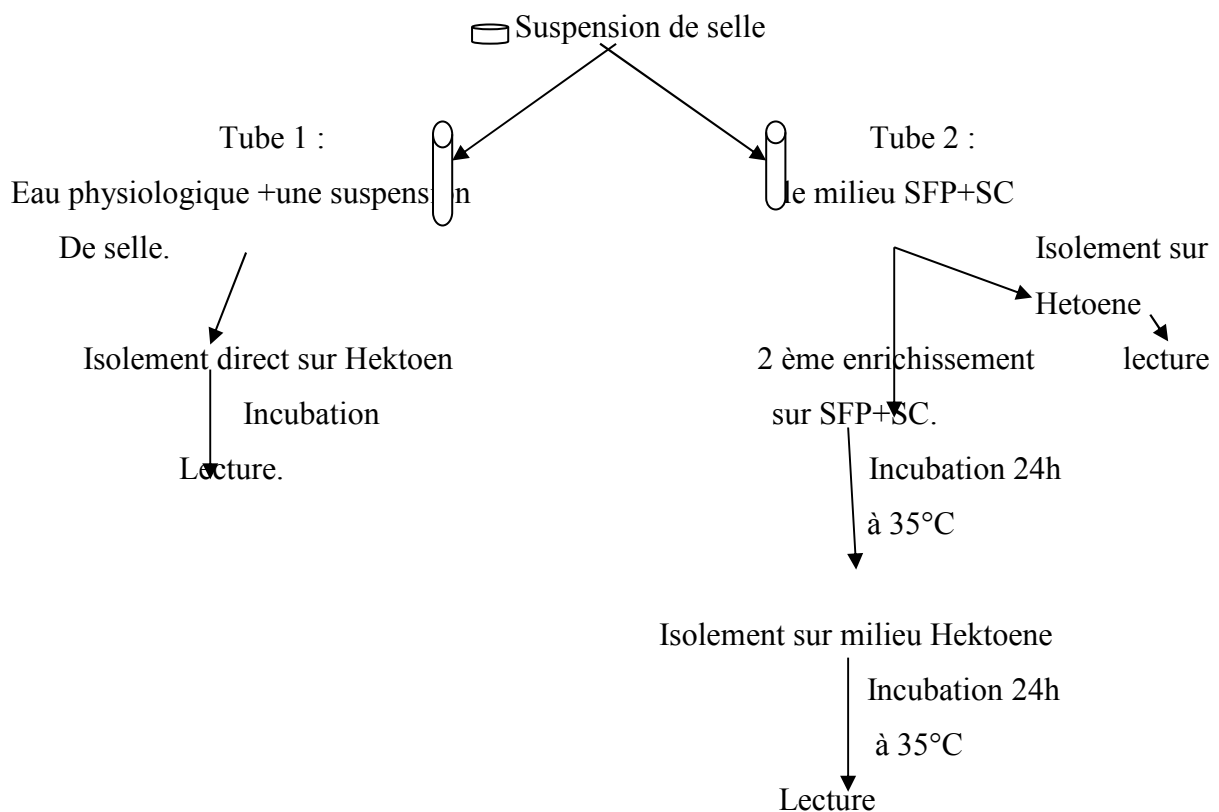 Suspension de selle
Tube 1 :
Eau physiologique +une suspension
De selle.
Isolement direct sur Hektoen
Incubation
Lecture.
Tube 2 :
le milieu SFP+SC
Isolement sur
Hetoene
lecture
2 ème enrichissement
sur SFP+SC.
Incubation 24h
à 35°C
Isolement sur milieu Hektoene
Incubation 24h
à 35°C
Lecture